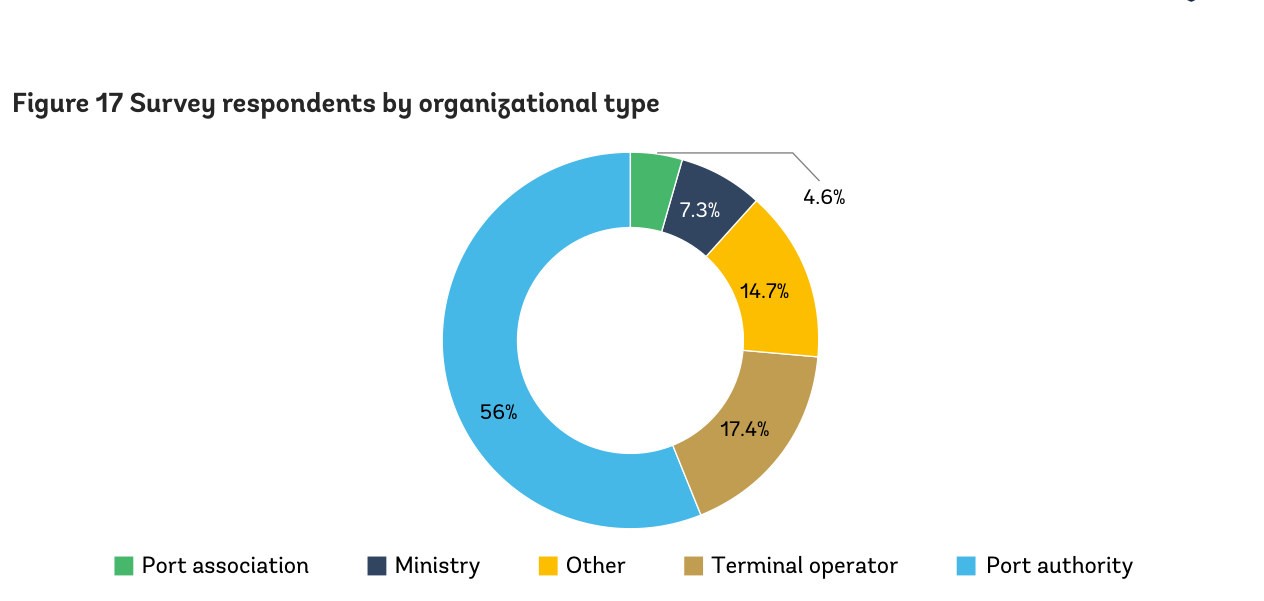 Figure 17 Survey respondents by organizational type
4.6%
7.3%
14.7%
17.4%
56%
Port association
Ministry
Other
Terminal operator
Port authority